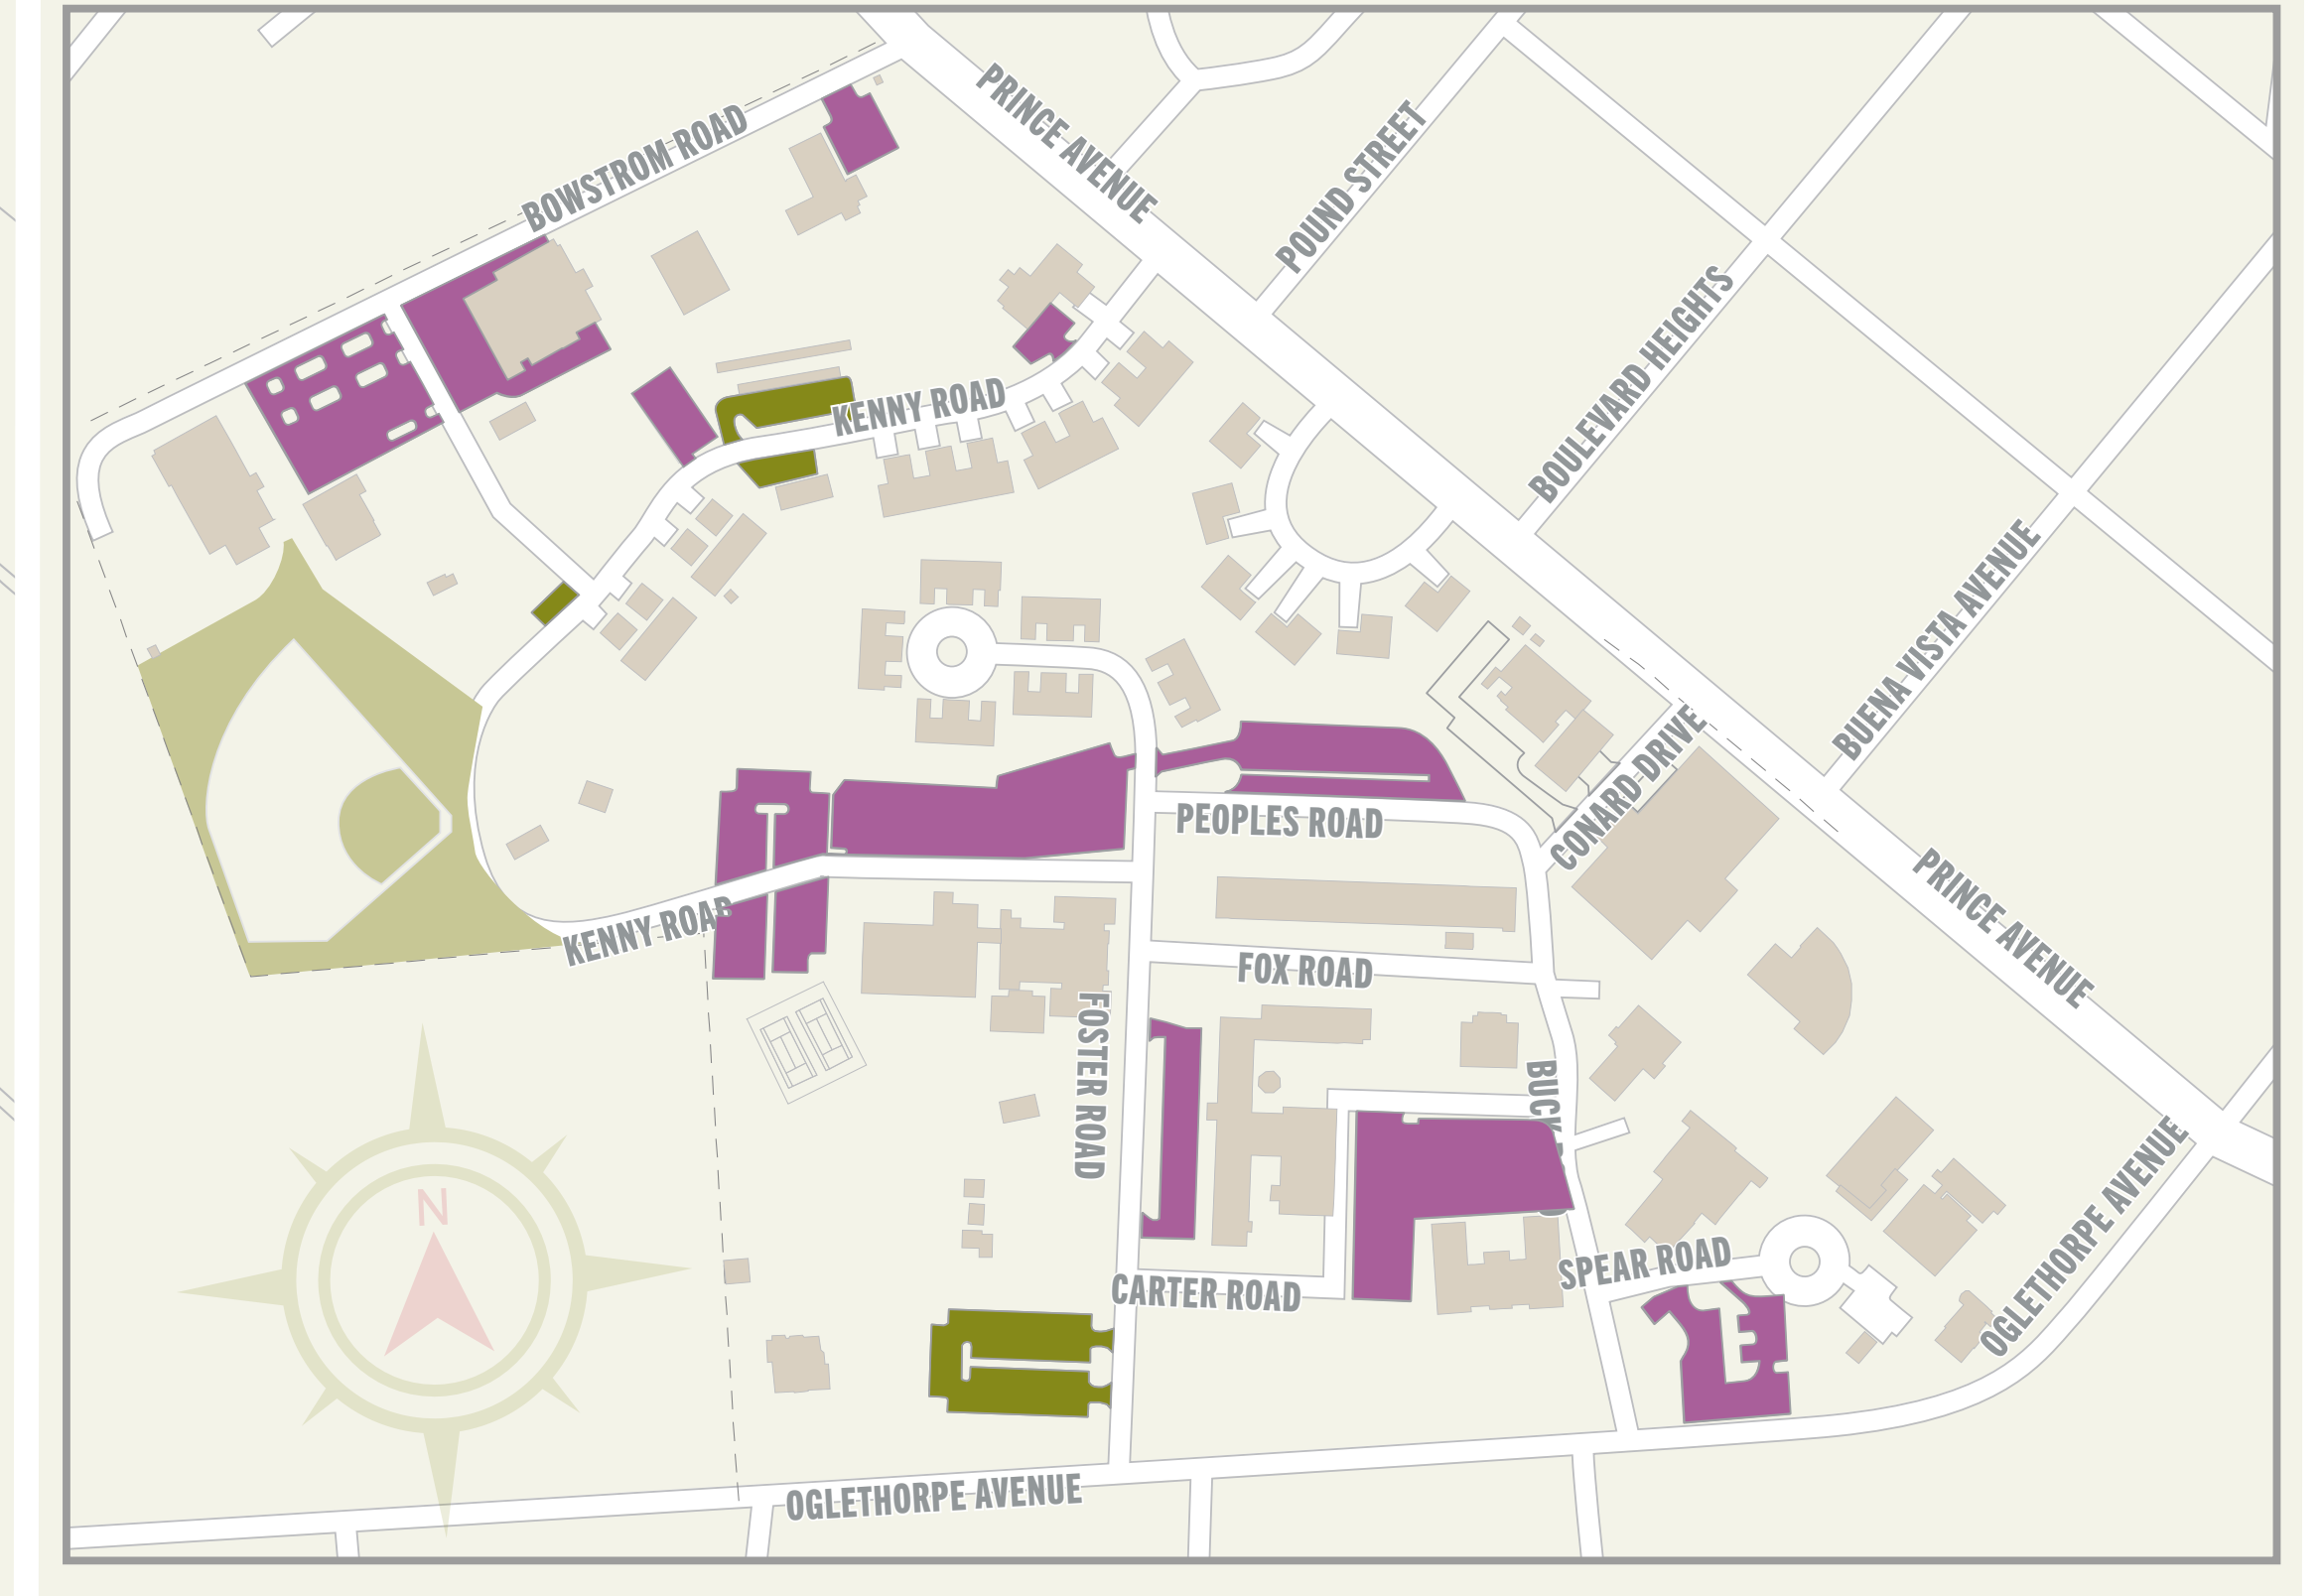 BOWSTROM ROAD
PRINCE AVENUE
POUND STREET
BOULEVARD HEIGHTS
KENNY ROAD
BUENA VISTA AVENUE
CONARD DRIVE
PEOPLES ROAD
KENNY ROAD
PRINCE AVENUE
FOX ROAD
FOSTER ROAD
BUCK
N
SPEAR ROAD
CARTER ROAD
OGLETHORPE AVENUE
OGLETHORPE AVENUE